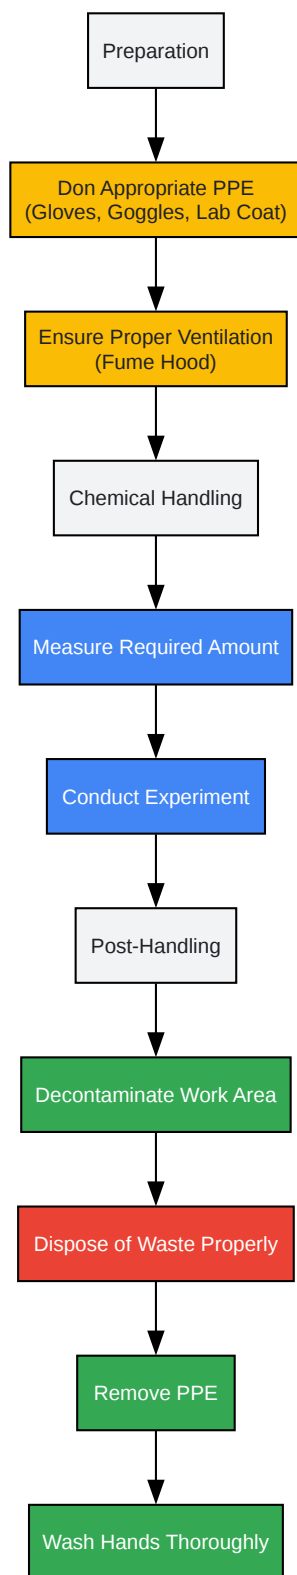 Preparation
Don Appropriate PPE
(Gloves, Goggles, Lab Coat)
Ensure Proper Ventilation
(Fume Hood)
Chemical Handling
Measure Required Amount
Conduct Experiment
Post-Handling
Decontaminate Work Area
Dispose of Waste Properly
Remove PPE
Wash Hands Thoroughly